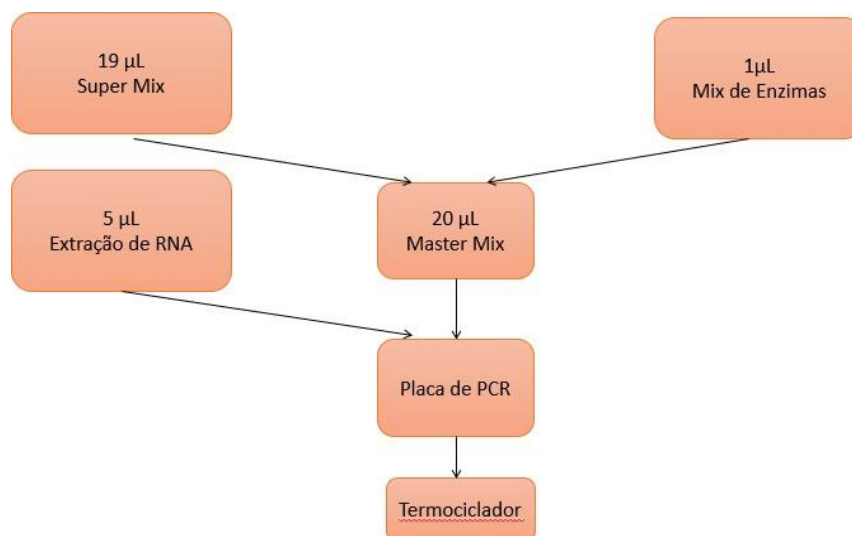 19 µL
Super Mix
1µL
Mix de Enzimas
5 µL
Extração de RNA
20 µL
Master Mix
Placa de PCR
Termociclador